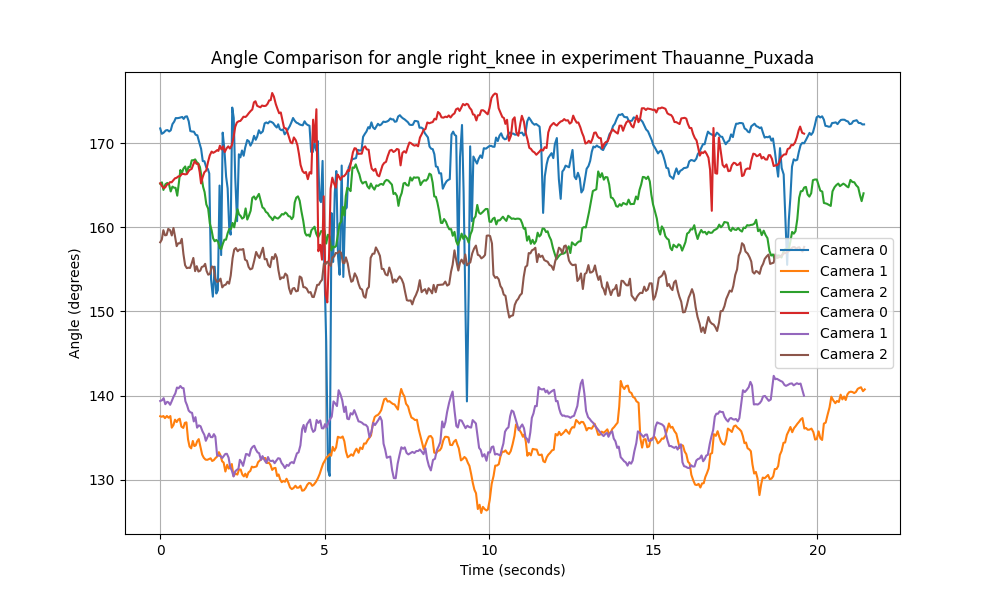 Angle Comparison for angle right_knee in experiment Thauanne_Puxada
Angle (degrees)
170
160
150
140
130
Camera 0
Camera 1
Camera 2
Camera 0
Camera 1
Camera 2
0 5 10 15 20
Time (seconds)